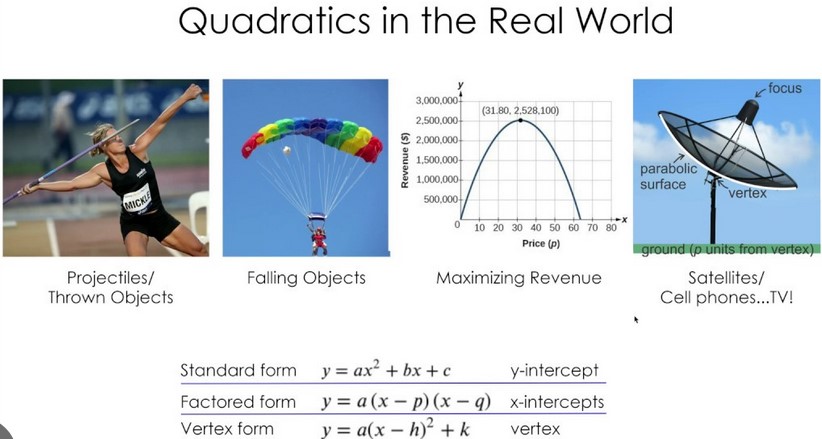 Quadratics in the Real World
MICKLE
y
3,000,000
2,500,000
2,000,000
1,500,000
1,000,000
500,000
Revenue ($)
(31.80, 2,528,100)
0 10 20 30 40 50 60 70 80 x
Price (p)
focus
parabolic
surface
vertex
ground (p units from vertex)
Projectiles/
Thrown Objects
Falling Objects
Maximizing Revenue
Satellites/
Cell phones...TV!
Standard form y = ax² + bx + c y-intercept
Factored form y = a (x − p) (x − q) x-intercepts
Vertex form y = a(x − h)² + k vertex